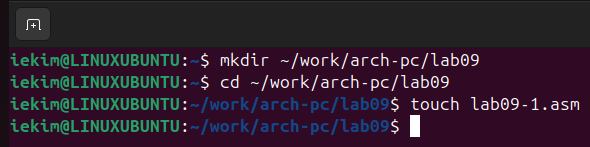 iekim@LINUXUBUNTU:~$ mkdir ~/work/arch-pc/lab09
iekim@LINUXUBUNTU:~$ cd ~/work/arch-pc/lab09
iekim@LINUXUBUNTU:~/work/arch-pc/lab09$ touch lab09-1.asm
iekim@LINUXUBUNTU:~/work/arch-pc/lab09$